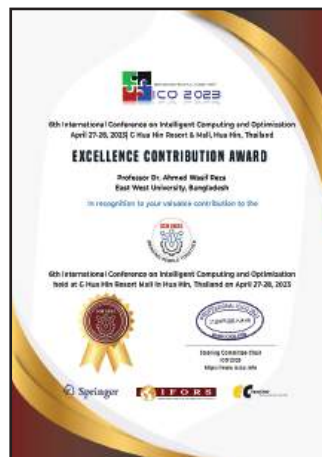 ICO 2023
6th International Conference on Intelligent Computing and Optimization
April 27-28, 2023| G Hua Hin Resort & Mall, Hua Hin, Thailand
EXCELLENCE CONTRIBUTION AWARD
Professor Dr. Ahmed Wasif Reza
East West University, Bangladesh
In recognition to your valuable contribution to the
6th International Conference on Intelligent Computing and Optimization
held at G Hua Hin Resort Mall in Hua Hin, Thailand on April 27-28, 2023
Steering Committee Chair
ICO'2023
Springer
IFORS